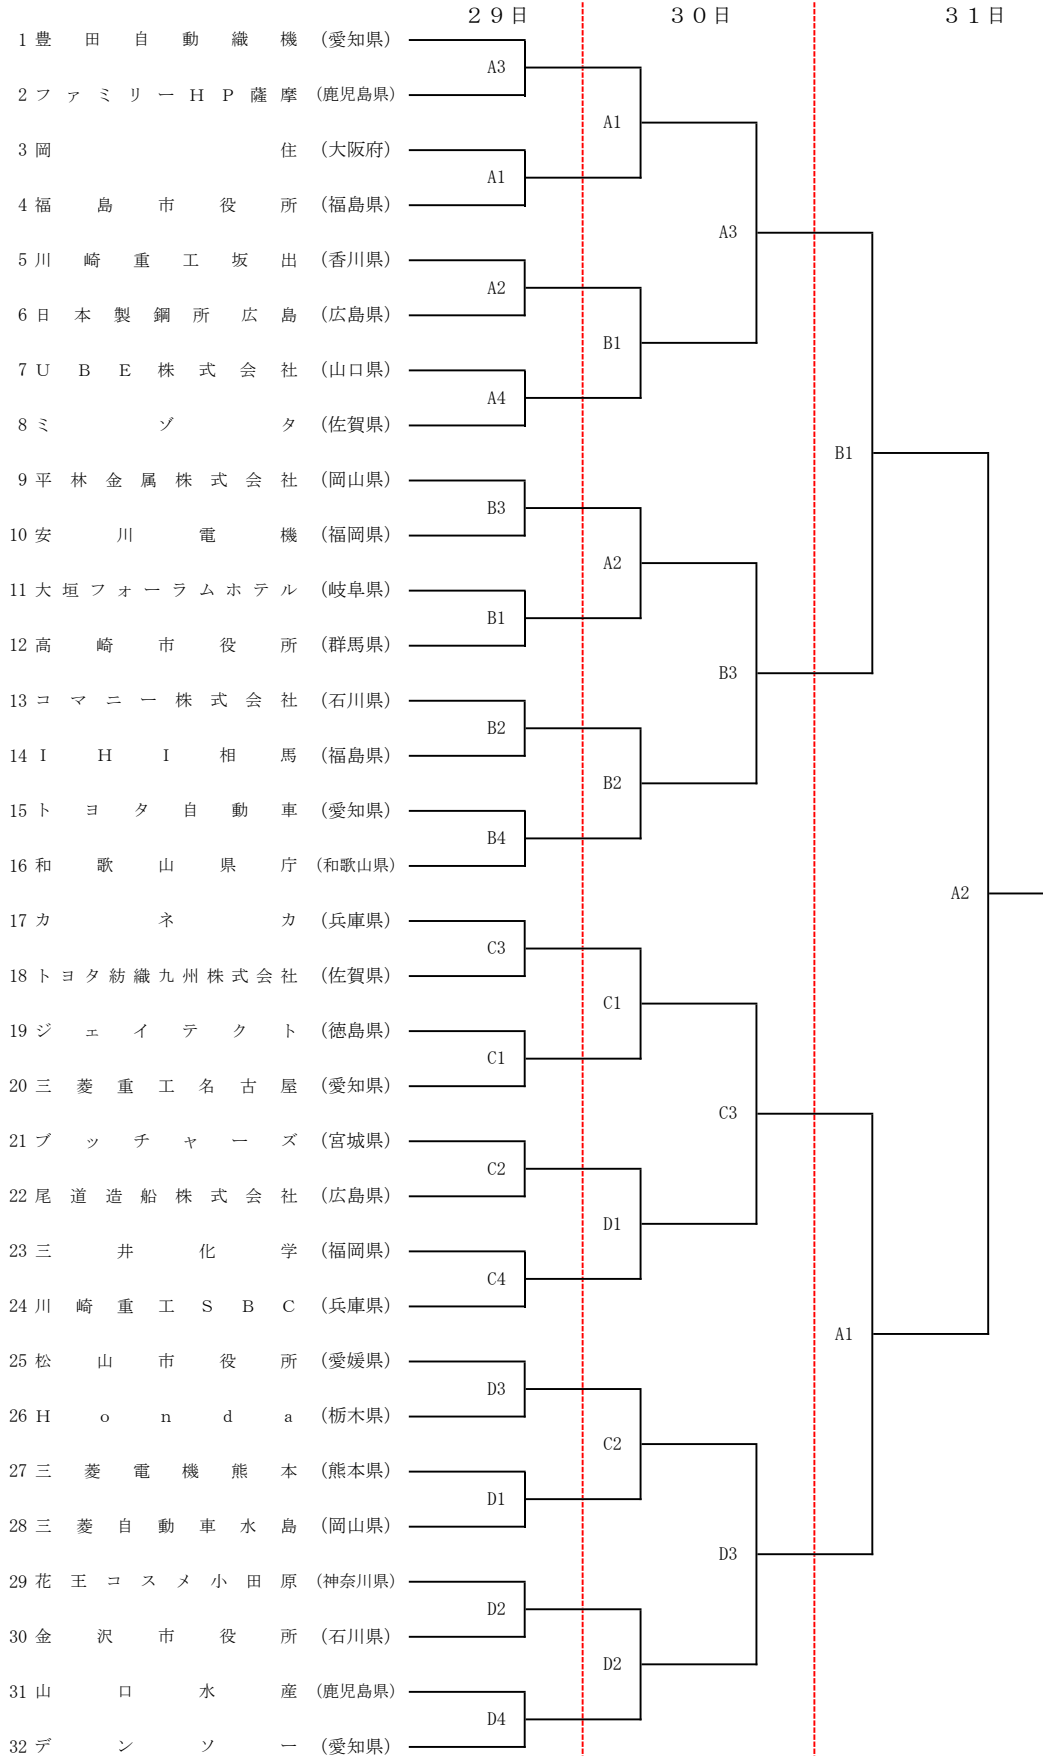 ２９日 ３０日 ３１日
1 豊田自動織機 (愛知県)
A3
2 ファミリーＨＰ薩摩 (鹿児島県)
A1
3 岡住 (大阪府)
A1
4 福島市役所 (福島県)
A3
5 川崎重工坂出 (香川県)
A2
6 日本製鋼所広島 (広島県)
B1
7 ＵＢＥ株式会社 (山口県)
A4
8 ミゾタ (佐賀県)
B1
9 平林金属株式会社 (岡山県)
B3
10 安川電機 (福岡県)
A2
11 大垣フォーラムホテル (岐阜県)
B1
12 高崎市役所 (群馬県)
B3
13 コマニー株式会社 (石川県)
B2
14 ＩＨＩ相馬 (福島県)
B2
15 トヨタ自動車 (愛知県)
B4
16 和歌山県庁 (和歌山県)
A2
17 カネカ (兵庫県)
C3
18 トヨタ紡織九州株式会社 (佐賀県)
C1
19 ジェイテクト (徳島県)
C1
20 三菱重工名古屋 (愛知県)
C3
21 ブッチャーズ (宮城県)
C2
22 尾道造船株式会社 (広島県)
D1
23 三井化学 (福岡県)
C4
24 川崎重工ＳＢＣ (兵庫県)
A1
25 松山市役所 (愛媛県)
D3
26 Ｈｏｎｄａ (栃木県)
C2
27 三菱電機熊本 (熊本県)
D1
28 三菱自動車水島 (岡山県)
D3
29 花王コスメ小田原 (神奈川県)
D2
30 金沢市役所 (石川県)
D2
31 山口水産 (鹿児島県)
D4
32 デンソー (愛知県)